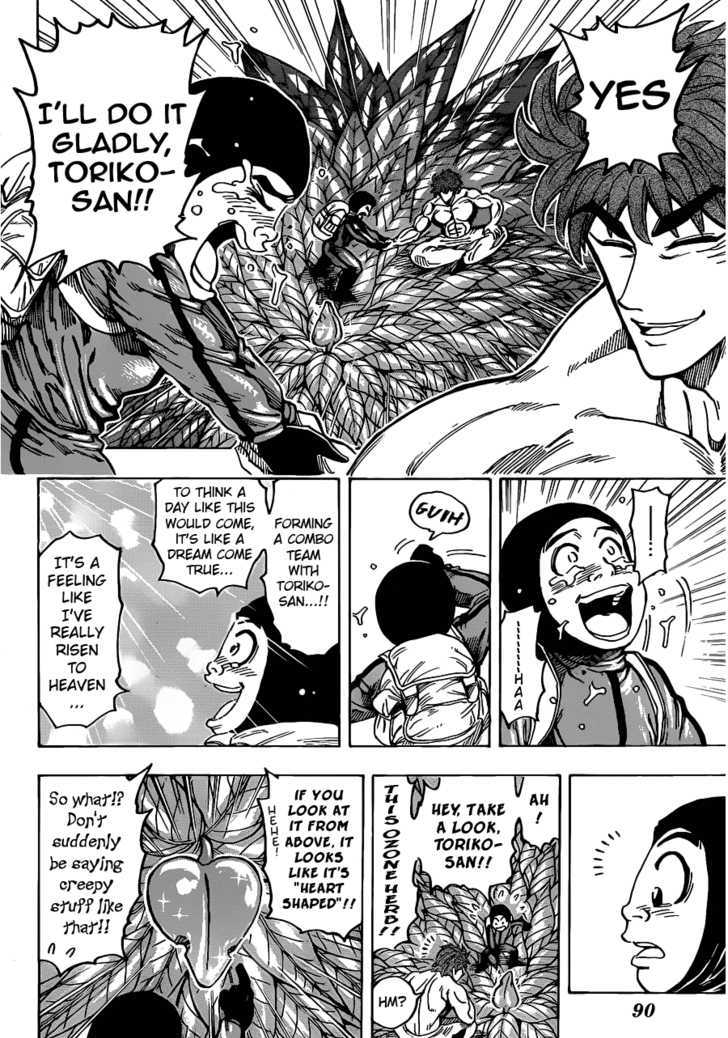 YES
I'LL DO IT
GLADLY,
TORIKO-
SAN!!
..........
IIIIIIIHAA
GUIH
FORMING
A COMBO
TEAM
WITH
TORIKO-
SAN...!!
TO THINK A
DAY LIKE THIS
WOULD COME,
IT'S LIKE A
DREAM COME
TRUE...
IT'S A
FEELING
LIKE
I'VE
REALLY
RISEN
TO
HEAVEN
...
AH
!
HEY, TAKE
A LOOK,
TORIKO-
SAN!!
THIS OZONE HERB!!
HM?
IF YOU
LOOK AT
IT FROM
ABOVE, IT
LOOKS
LIKE IT'S
"HEART
SHAPED"!!
HEHE!
So what!?
Don't
suddenly
be saying
creepy
stuff like
that!!
90